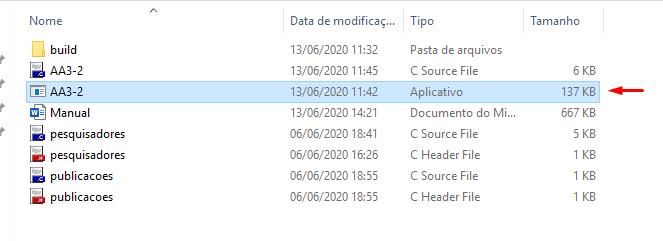 Nome Data de modificaç... Tipo Tamanho
build 13/06/2020 11:32 Pasta de arquivos
AA3-2 13/06/2020 11:45 C Source File 6 KB
AA3-2 13/06/2020 11:42 Aplicativo 137 KB
Manual 13/06/2020 14:21 Documento do Mi... 667 KB
pesquisadores 06/06/2020 18:41 C Source File 5 KB
pesquisadores 06/06/2020 16:26 C Header File 1 KB
publicacoes 06/06/2020 18:55 C Source File 1 KB
publicacoes 06/06/2020 18:55 C Header File 1 KB